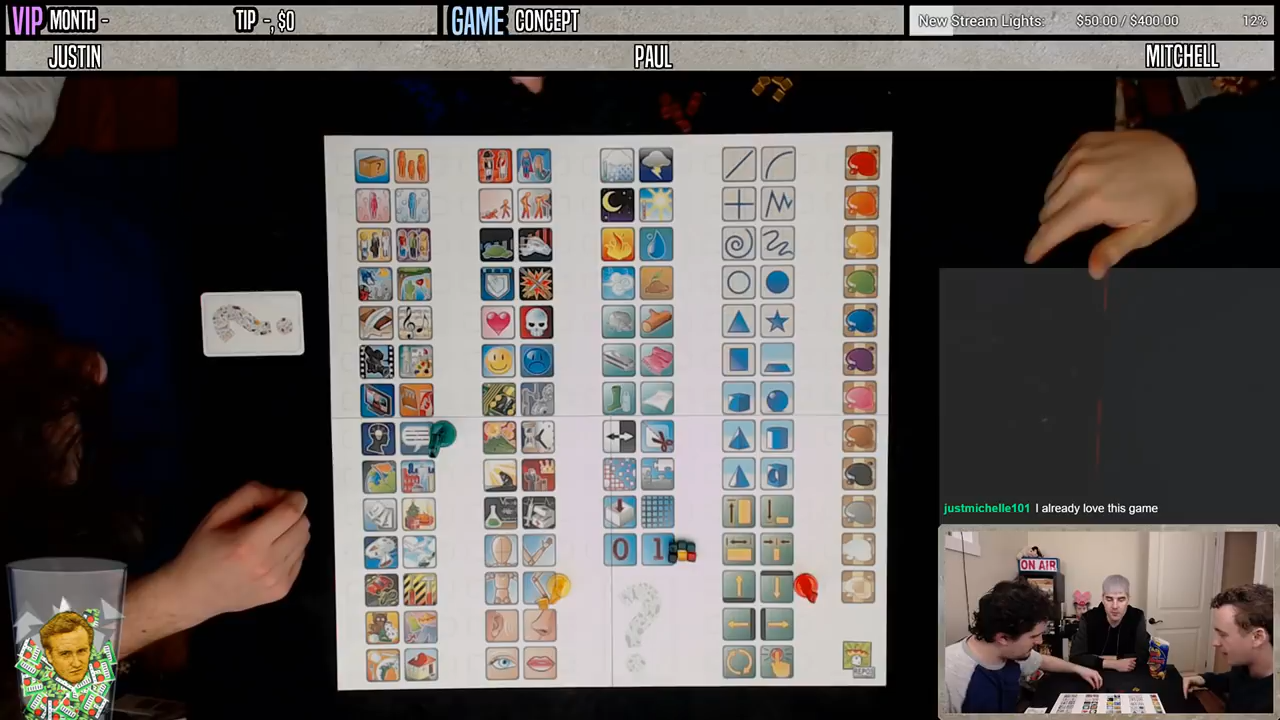 VIP MONTH -
TIP -, $0
GAME CONCEPT
New Stream Lights: $50.00 / $400.00 12%
JUSTIN
PAUL
MITCHELL
0 1
REPOS
justmichelle101 I already love this game
ON AIR